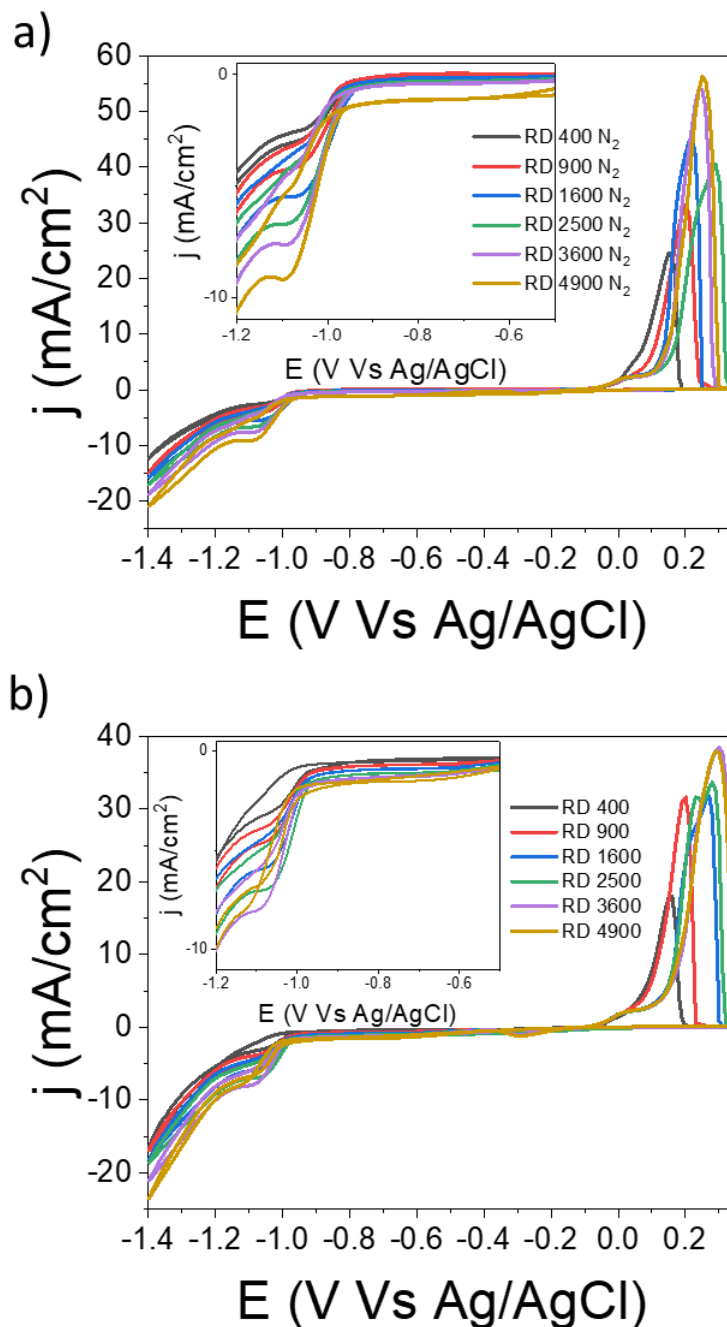 a)
60
50
40
30
20
10
0
-10
-20
j (mA/cm²)
-1.4 -1.2 -1.0 -0.8 -0.6 -0.4 -0.2 0.0 0.2
E (V Vs Ag/AgCl)
0
-10
j (mA/cm²)
-1.2 -1.0 -0.8 -0.6
E (V Vs Ag/AgCl)
RD 400 N₂
RD 900 N₂
RD 1600 N₂
RD 2500 N₂
RD 3600 N₂
RD 4900 N₂
b)
40
30
20
10
0
-10
-20
j (mA/cm²)
-1.4 -1.2 -1.0 -0.8 -0.6 -0.4 -0.2 0.0 0.2
E (V Vs Ag/AgCl)
0
-10
j (mA/cm²)
-1.2 -1.0 -0.8 -0.6
E (V Vs Ag/AgCl)
RD 400
RD 900
RD 1600
RD 2500
RD 3600
RD 4900